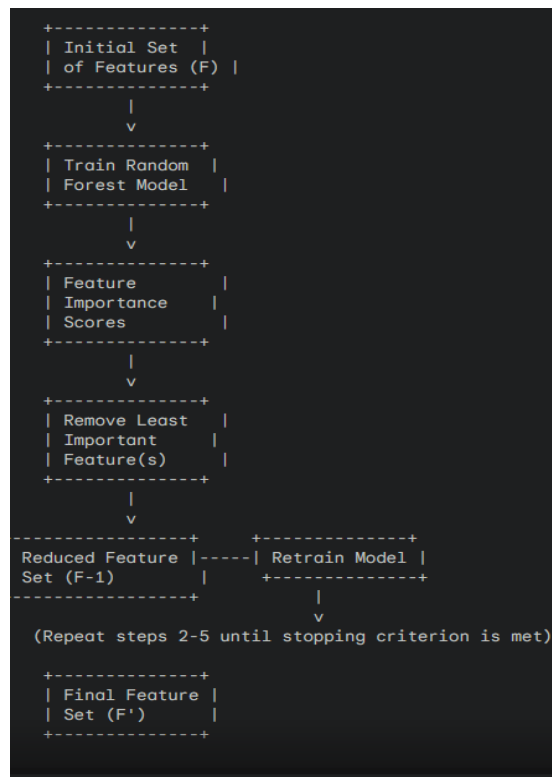 +--------------+
| Initial Set  |
| of Features (F) |
+--------------+
|
v
+--------------+
| Train Random  |
| Forest Model   |
+--------------+
|
v
+--------------+
| Feature        |
| Importance    |
| Scores         |
+--------------+
|
v
+--------------+
| Remove Least   |
| Important     |
| Feature(s)     |
+--------------+
|
v
-----------------+     +--------------+
Reduced Feature |-----| Retrain Model |
Set (F-1)        |     +--------------+
-----------------+           |
v
(Repeat steps 2-5 until stopping criterion is met)
+--------------+
| Final Feature |
| Set (F')      |
+--------------+